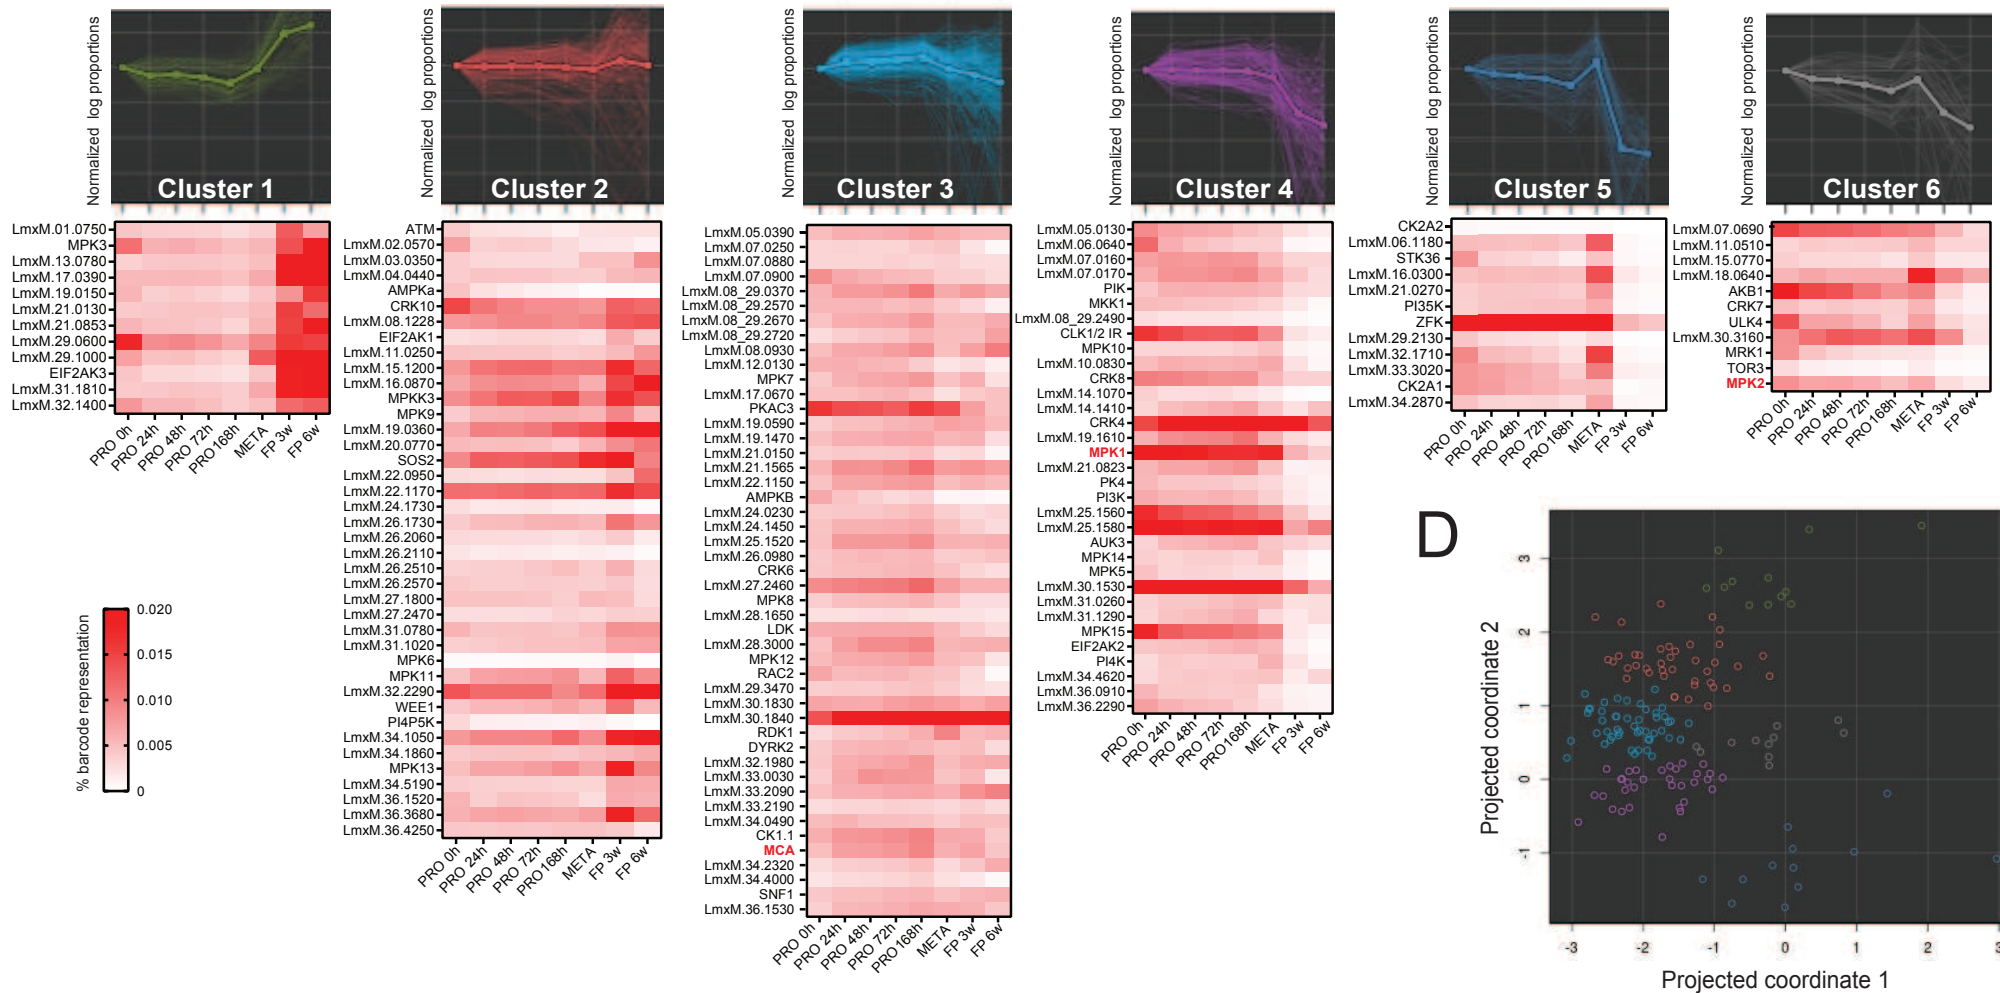 Normalized log proportions
Cluster 1
LmxM.01.0750
MPK3
LmxM.13.0780
LmxM.17.0390
LmxM.19.0150
LmxM.21.0130
LmxM.21.0853
LmxM.29.0600
LmxM.29.1000
EIF2AK3
LmxM.31.1810
LmxM.32.1400
PRO 0h
PRO 24h
PRO 48h
PRO 72h
PRO 168h
META
FP 3w
FP 6w
% barcode representation
0.020
0.015
0.010
0.005
0
Normalized log proportions
Cluster 2
ATM
LmxM.02.0570
LmxM.03.0350
LmxM.04.0440
AMPKa
CRK10
LmxM.08.1228
EIF2AK1
LmxM.11.0250
LmxM.15.1200
LmxM.16.0870
MPKK3
MPK9
LmxM.19.0360
LmxM.20.0770
SOS2
LmxM.22.0950
LmxM.22.1170
LmxM.24.1730
LmxM.26.1730
LmxM.26.2060
LmxM.26.2110
LmxM.26.2510
LmxM.26.2570
LmxM.27.1800
LmxM.27.2470
LmxM.31.0780
LmxM.31.1020
MPK6
MPK11
LmxM.32.2290
WEE1
PI4P5K
LmxM.34.1050
LmxM.34.1860
MPK13
LmxM.34.5190
LmxM.36.1520
LmxM.36.3680
LmxM.36.4250
PRO 0h
PRO 24h
PRO 48h
PRO 72h
PRO168h
META
FP 3w
FP 6w
Normalized log proportions
Cluster 3
LmxM.05.0390
LmxM.07.0250
LmxM.07.0880
LmxM.07.0900
LmxM.08_29.0370
LmxM.08_29.2570
LmxM.08_29.2670
LmxM.08_29.2720
LmxM.08.0930
LmxM.12.0130
MPK7
LmxM.17.0670
PKAC3
LmxM.19.0590
LmxM.19.1470
LmxM.21.0150
LmxM.21.1565
LmxM.22.1150
AMPKB
LmxM.24.0230
LmxM.24.1450
LmxM.25.1520
LmxM.26.0980
CRK6
LmxM.27.2460
MPK8
LmxM.28.1650
LDK
LmxM.28.3000
MPK12
RAC2
LmxM.29.3470
LmxM.30.1830
LmxM.30.1840
RDK1
DYRK2
LmxM.32.1980
LmxM.33.0030
LmxM.33.2090
LmxM.33.2190
LmxM.34.0490
CK1.1
MCA
LmxM.34.2320
LmxM.34.4000
SNF1
LmxM.36.1530
PRO 0h
PRO 24h
PRO 48h
PRO 72h
PRO 168h
META
FP 3w
FP 6w
Normalized log proportions
Cluster 4
LmxM.05.0130
LmxM.06.0640
LmxM.07.0160
LmxM.07.0170
PIK
MKK1
LmxM.08_29.2490
CLK1/2 IR
MPK10
LmxM.10.0830
CRK8
LmxM.14.1070
LmxM.14.1410
CRK4
LmxM.19.1610
MPK1
LmxM.21.0823
PK4
PI3K
LmxM.25.1560
LmxM.25.1580
AUK3
MPK14
MPK5
LmxM.30.1530
LmxM.31.0260
LmxM.31.1290
MPK15
EIF2AK2
PI4K
LmxM.34.4620
LmxM.36.0910
LmxM.36.2290
PRO 0h
PRO 24h
PRO 48h
PRO 72h
PRO168h
META
FP 3w
FP 6w
Normalized log proportions
Cluster 5
CK2A2
LmxM.06.1180
STK36
LmxM.16.0300
LmxM.21.0270
PI35K
ZFK
LmxM.29.2130
LmxM.32.1710
LmxM.33.3020
CK2A1
LmxM.34.2870
PRO 0h
PRO 24h
PRO 48h
PRO 72h
PRO168h
META
FP 3w
FP 6w
Normalized log proportions
Cluster 6
LmxM.07.0690
LmxM.11.0510
LmxM.15.0770
LmxM.18.0640
AKB1
CRK7
ULK4
LmxM.30.3160
MRK1
TOR3
MPK2
PRO 0h
PRO 24h
PRO 48h
PRO 72h
PRO168h
META
FP 3w
FP 6w
D
Projected coordinate 2
3
2
1
0
-1
-3
-2
-1
0
1
2
3
Projected coordinate 1